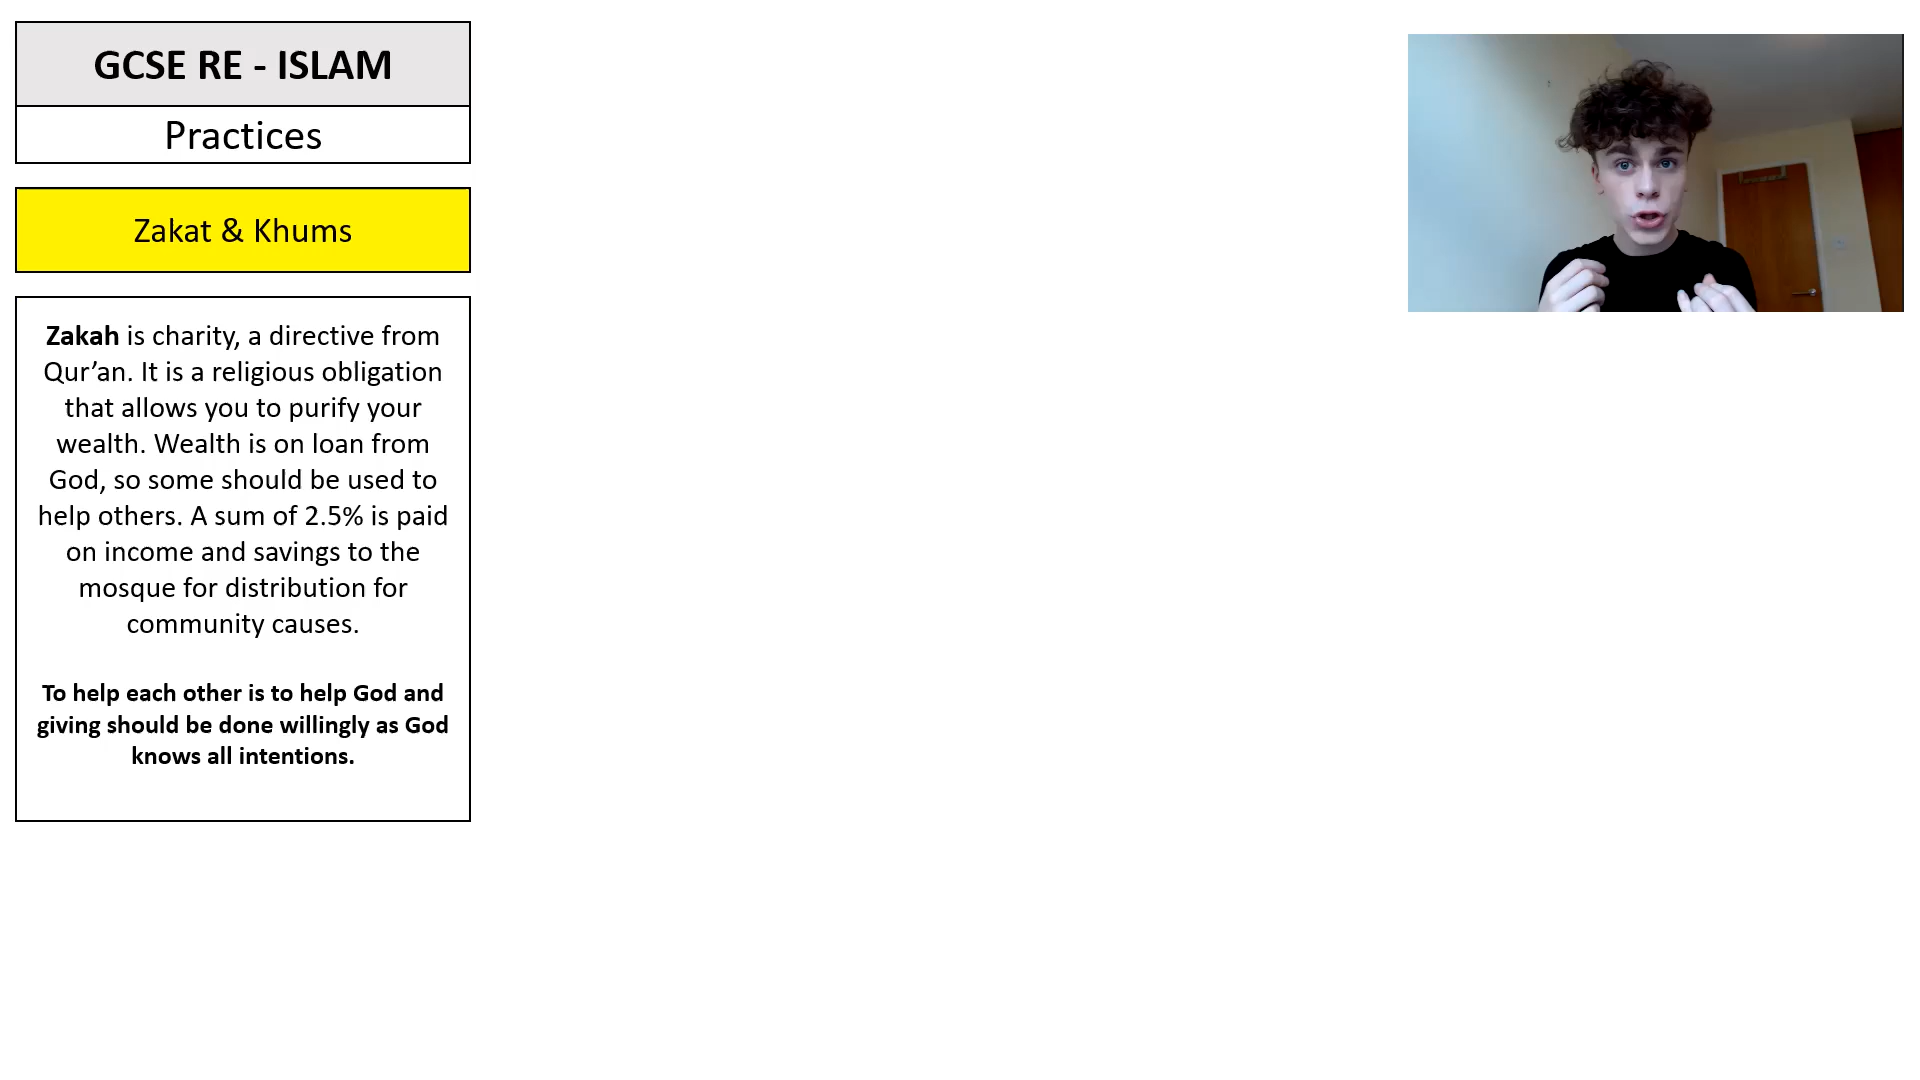 GCSE RE - ISLAM
Practices
Zakat & Khums
Zakah is charity, a directive from
Qur’an. It is a religious obligation
that allows you to purify your
wealth. Wealth is on loan from
God, so some should be used to
help others. A sum of 2.5% is paid
on income and savings to the
mosque for distribution for
community causes.
To help each other is to help God and
giving should be done willingly as God
knows all intentions.